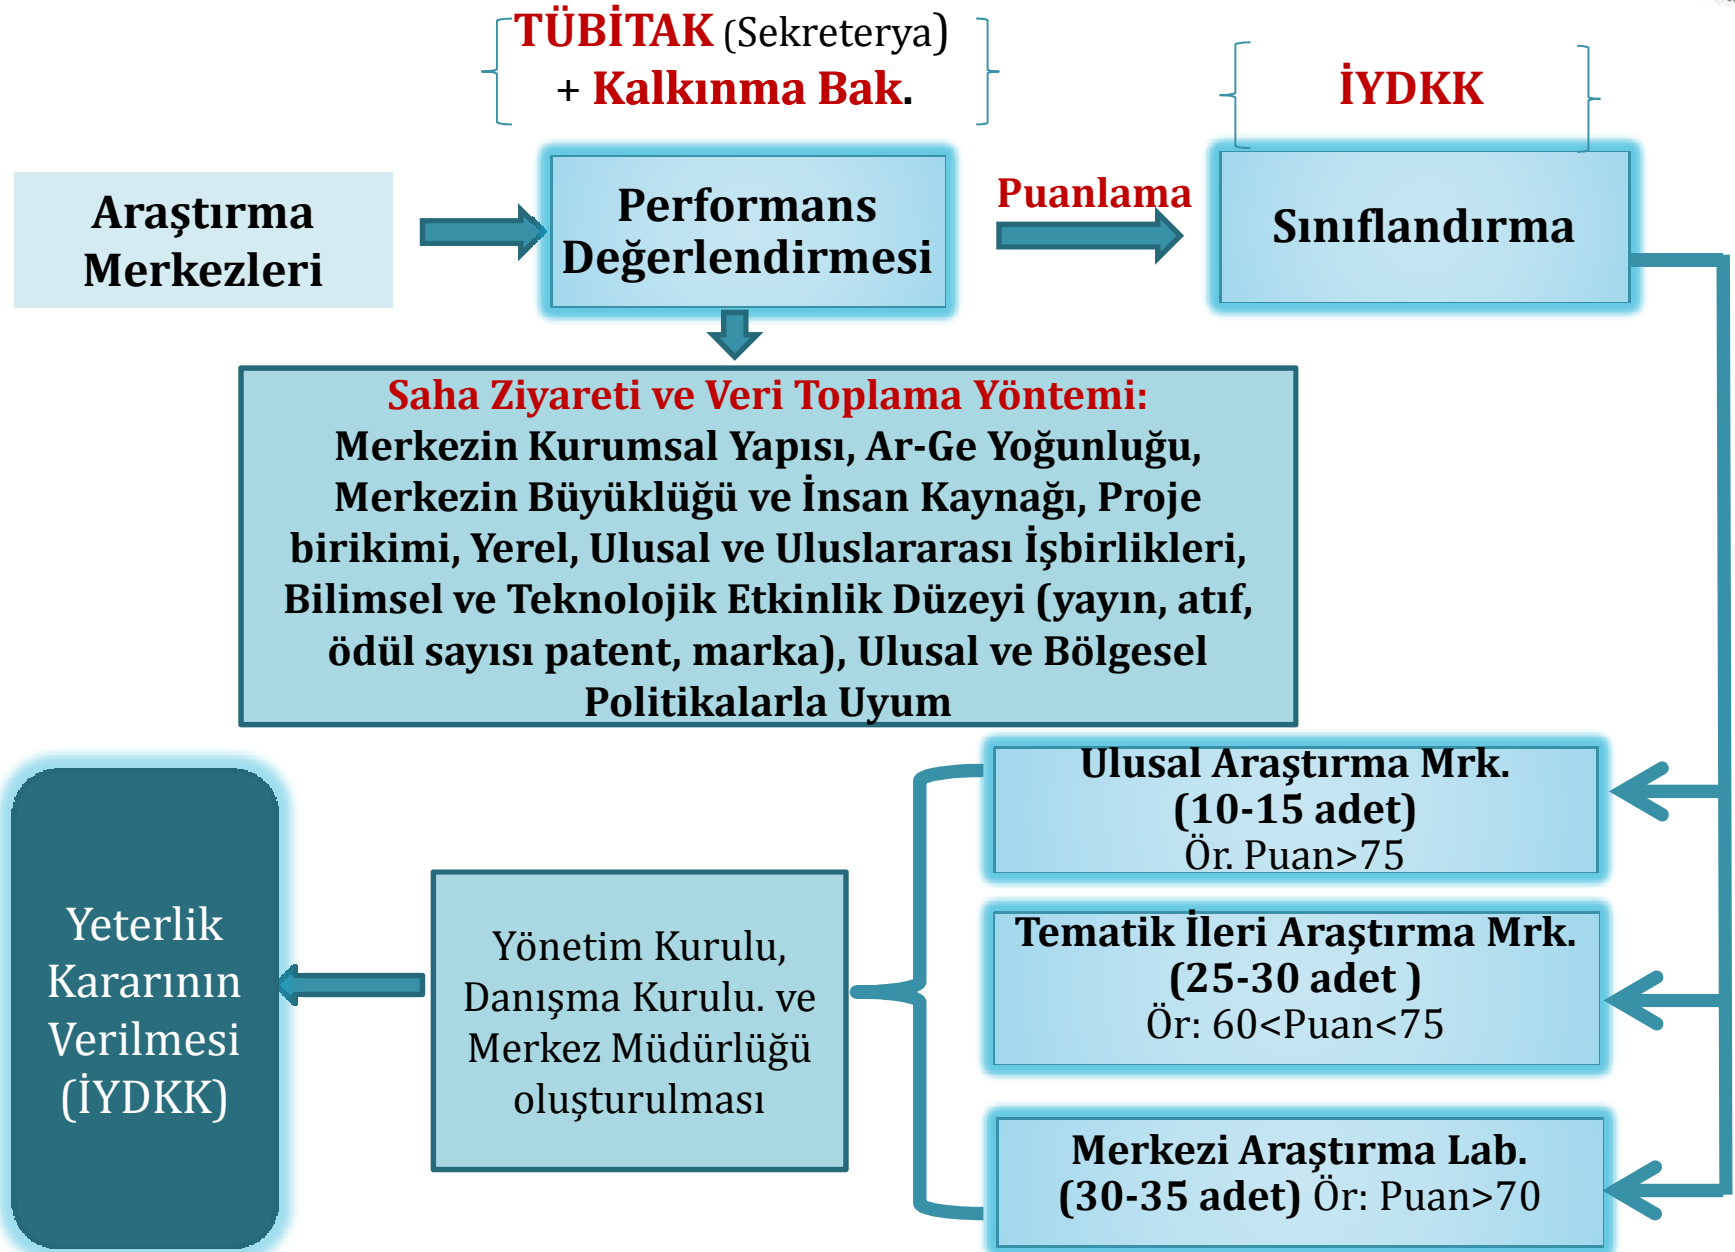 TÜBİTAK (Sekreterya)
+ Kalkınma Bak.
İYDKK
Araştırma
Merkezleri
Performans
Değerlendirmesi
Puanlama
Sınıflandırma
Saha Ziyareti ve Veri Toplama Yöntemi:
Merkezin Kurumsal Yapısı, Ar-Ge Yoğunluğu,
Merkezin Büyüklüğü ve İnsan Kaynağı, Proje
birikimi, Yerel, Ulusal ve Uluslararası İşbirlikleri,
Bilimsel ve Teknolojik Etkinlik Düzeyi (yayın, atıf,
ödül sayısı patent, marka), Ulusal ve Bölgesel
Politikalarla Uyum
Ulusal Araştırma Mrk.
(10-15 adet)
Ör. Puan>75
Tematik İleri Araştırma Mrk.
(25-30 adet )
Ör: 60<Puan<75
Merkezi Araştırma Lab.
(30-35 adet) Ör: Puan>70
Yönetim Kurulu,
Danışma Kurulu. ve
Merkez Müdürlüğü
oluşturulması
Yeterlik
Kararının
Verilmesi
(İYDKK)